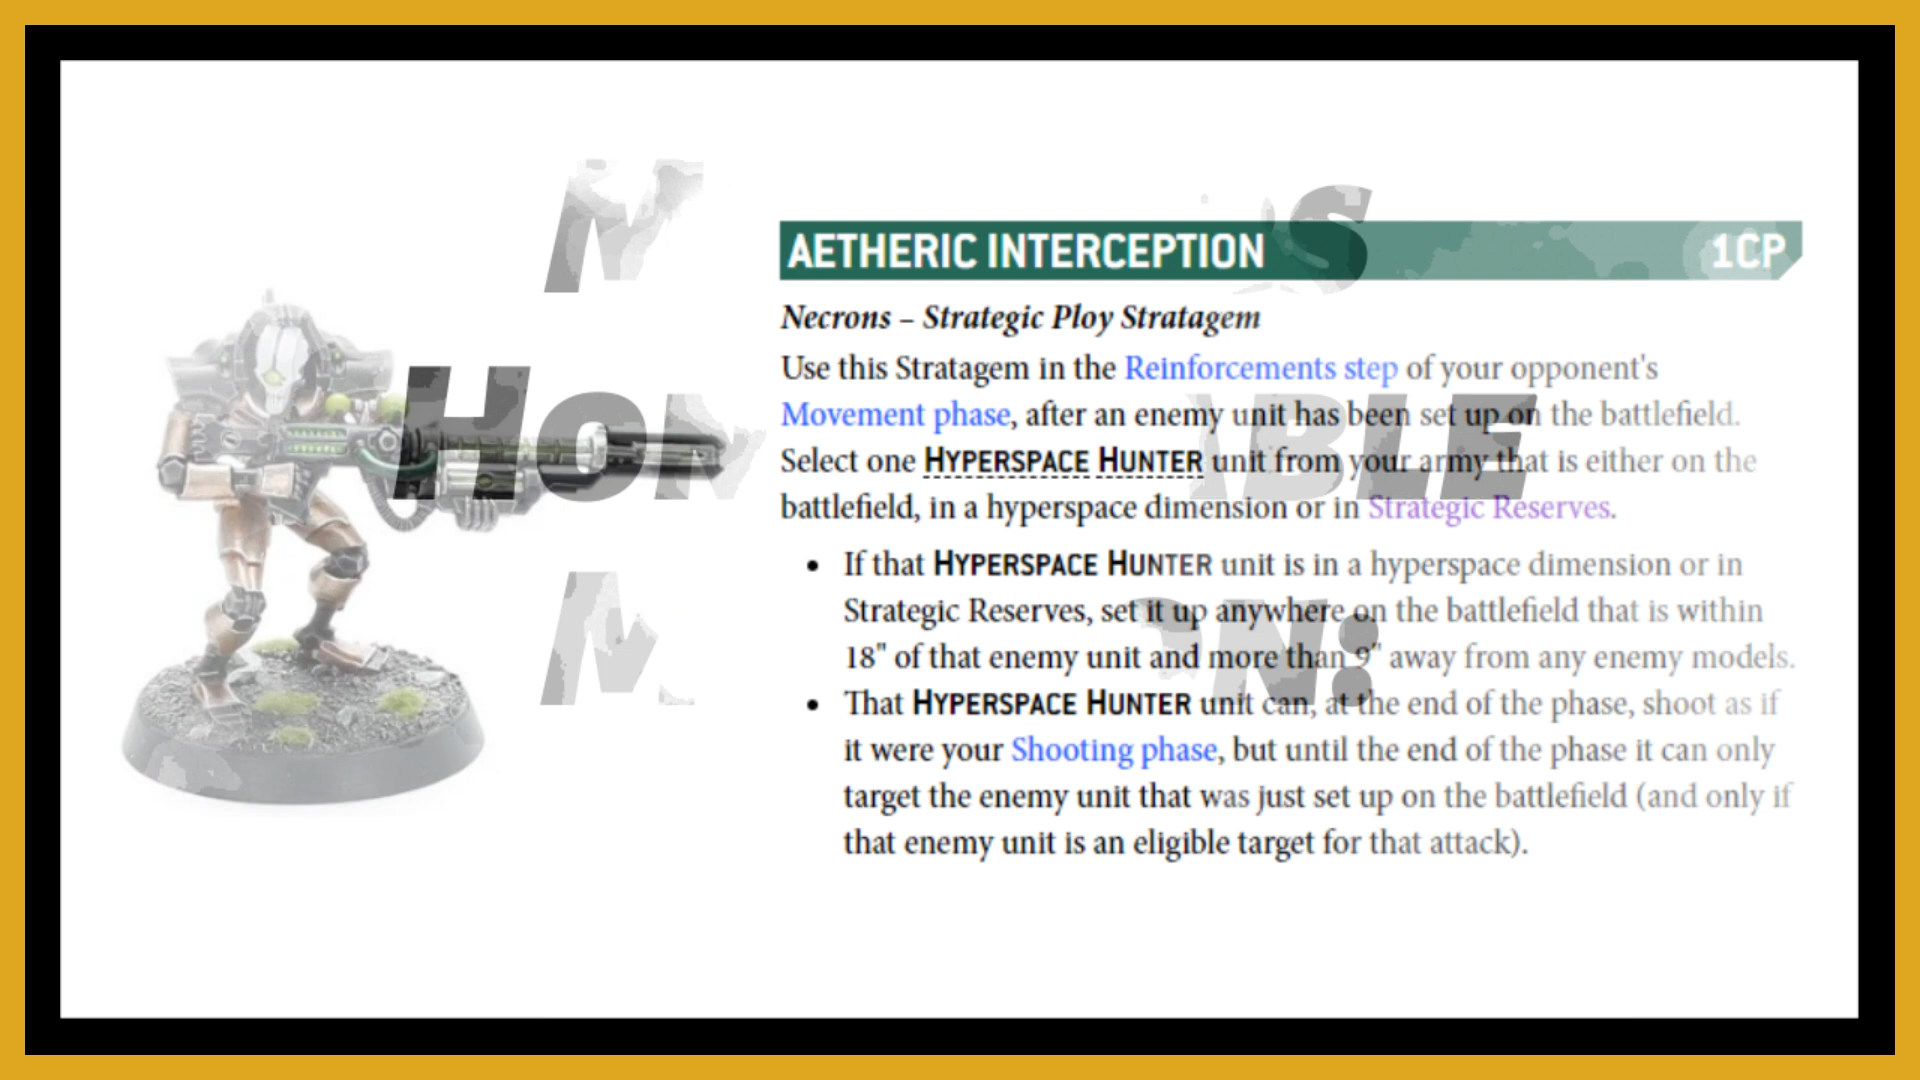 AETHERIC INTERCEPTION 1CP
Necrons – Strategic Ploy Stratagem
Use this Stratagem in the Reinforcements step of your opponent's
Movement phase, after an enemy unit has been set up on the battlefield.
Select one HYPERSPACE HUNTER unit from your army that is either on the
battlefield, in a hyperspace dimension or in Strategic Reserves.
• If that HYPERSPACE HUNTER unit is in a hyperspace dimension or in
Strategic Reserves, set it up anywhere on the battlefield that is within
18" of that enemy unit and more than 9" away from any enemy models.
• That HYPERSPACE HUNTER unit can, at the end of the phase, shoot as if
it were your Shooting phase, but until the end of the phase it can only
target the enemy unit that was just set up on the battlefield (and only if
that enemy unit is an eligible target for that attack).